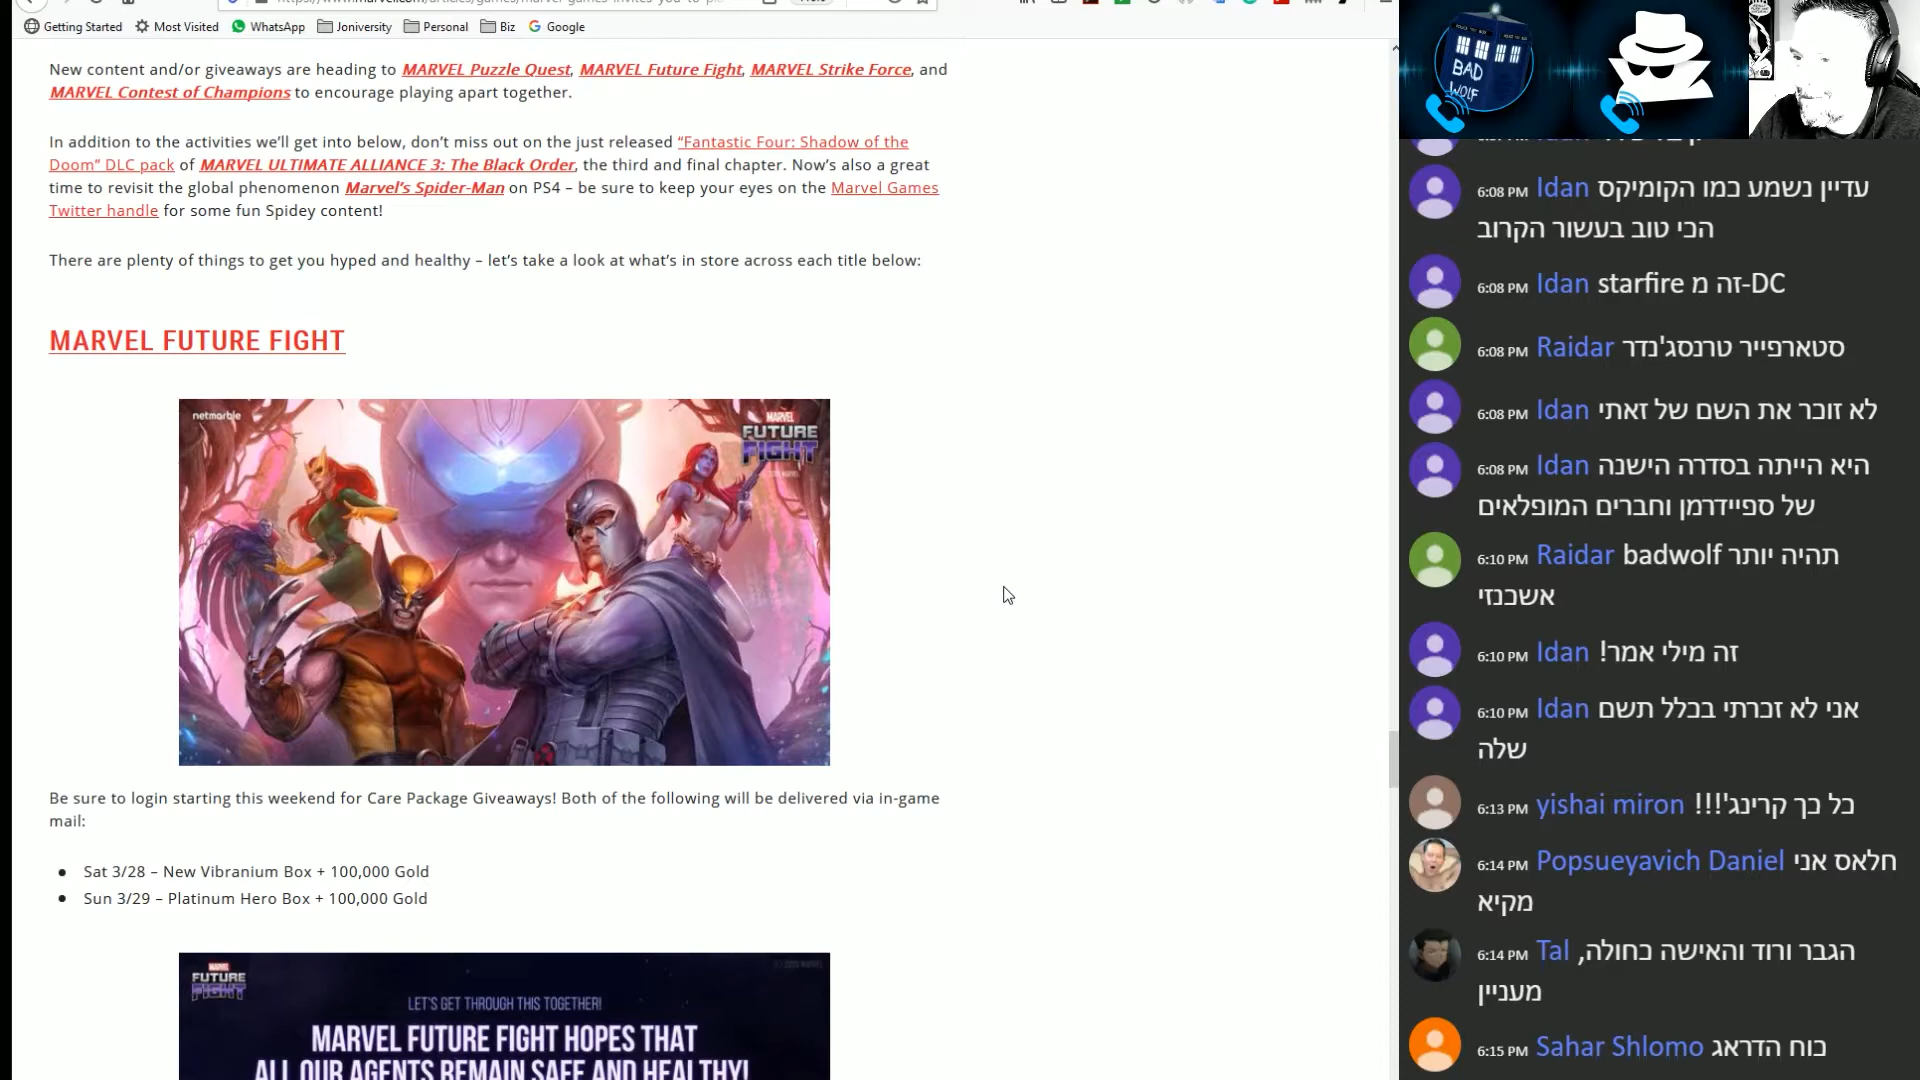 Getting Started
Most Visited
WhatsApp
Joniversity
Personal
Biz
Google
New content and/or giveaways are heading to MARVEL Puzzle Quest, MARVEL Future Fight, MARVEL Strike Force, and
MARVEL Contest of Champions to encourage playing apart together.
In addition to the activities we’ll get into below, don’t miss out on the just released “Fantastic Four: Shadow of the
Doom” DLC pack of MARVEL ULTIMATE ALLIANCE 3: The Black Order, the third and final chapter. Now’s also a great
time to revisit the global phenomenon Marvel’s Spider-Man on PS4 – be sure to keep your eyes on the Marvel Games
Twitter handle for some fun Spidey content!
There are plenty of things to get you hyped and healthy – let’s take a look at what’s in store across each title below:
MARVEL FUTURE FIGHT
netmarble
MARVEL
FUTURE
FIGHT
Be sure to login starting this weekend for Care Package Giveaways! Both of the following will be delivered via in-game
mail:
Sat 3/28 – New Vibranium Box + 100,000 Gold
Sun 3/29 – Platinum Hero Box + 100,000 Gold
MARVEL
FUTURE
FIGHT
LET'S GET THROUGH THIS TOGETHER!
MARVEL FUTURE FIGHT HOPES THAT
ALL OUR AGENTS REMAIN SAFE AND HEALTHY!
BAD
WOLF
6:08 PM Idan עדיין נשמע כמו הקומיקס
הכי טוב בעשור הקרוב
6:08 PM Idan starfire זה מ-DC
6:08 PM Raidar סטארפייר טרנסג'נדר
6:08 PM Idan לא זוכר את השם של זאתי
6:08 PM Idan היא הייתה בסדרה הישנה
של ספיידרמן וחברים המופלאים
6:10 PM Raidar badwolf תהיה יותר
אשכנזי
6:10 PM Idan זה מילי אמר!
6:10 PM Idan אני לא זכרתי בכלל תשם
שלה
6:13 PM yishai miron כל כך קרינג'!!!
6:14 PM Popsueyavich Daniel חלאס אני
מקיא
6:14 PM Tal הגבר ורוד והאישה כחולה,
מעניין
6:15 PM Sahar Shlomo כוח הדראג